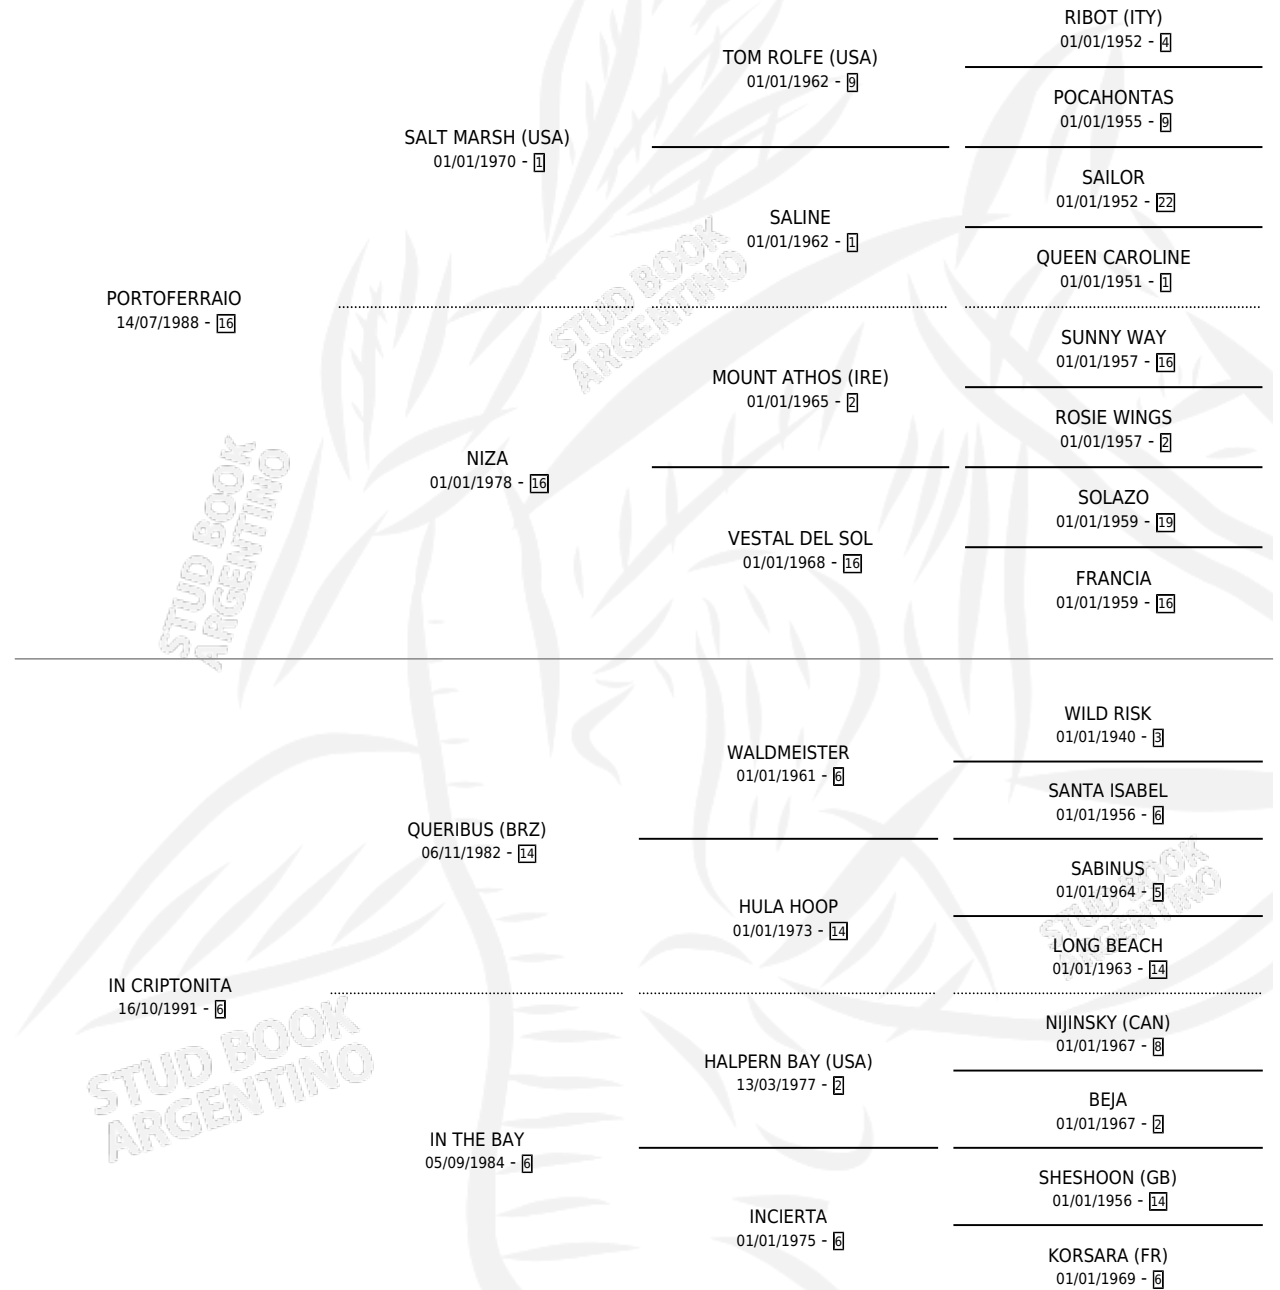 RIBOT (ITY)
01/01/1952 - 4
TOM ROLFE (USA)
01/01/1962 - 9
POCAHONTAS
01/01/1955 - 9
SALT MARSH (USA)
01/01/1970 - 1
SAILOR
01/01/1952 - 22
SALINE
01/01/1962 - 1
QUEEN CAROLINE
01/01/1951 - 1
PORTOFERRAIO
14/07/1988 - 16
STUD BOOK
ARGENTINO
SUNNY WAY
01/01/1957 - 16
MOUNT ATHOS (IRE)
01/01/1965 - 2
ROSIE WINGS
01/01/1957 - 2
NIZA
01/01/1978 - 16
SOLAZO
01/01/1959 - 19
VESTAL DEL SOL
01/01/1968 - 16
FRANCIA
01/01/1959 - 16
STUD BOOK
ARGENTINO
WILD RISK
01/01/1940 - 3
WALDMEISTER
01/01/1961 - 6
SANTA ISABEL
01/01/1956 - 6
QUERIBUS (BRZ)
06/11/1982 - 14
SABINUS
01/01/1964 - 5
HULA HOOP
01/01/1973 - 14
LONG BEACH
01/01/1963 - 14
STUD BOOK
ARGENTINO
IN CRIPTONITA
16/10/1991 - 6
NIJINSKY (CAN)
01/01/1967 - 8
HALPERN BAY (USA)
13/03/1977 - 2
BEJA
01/01/1967 - 2
STUD BOOK
ARGENTINO
IN THE BAY
05/09/1984 - 6
SHESHOON (GB)
01/01/1956 - 14
INCIERTA
01/01/1975 - 6
KORSARA (FR)
01/01/1969 - 6